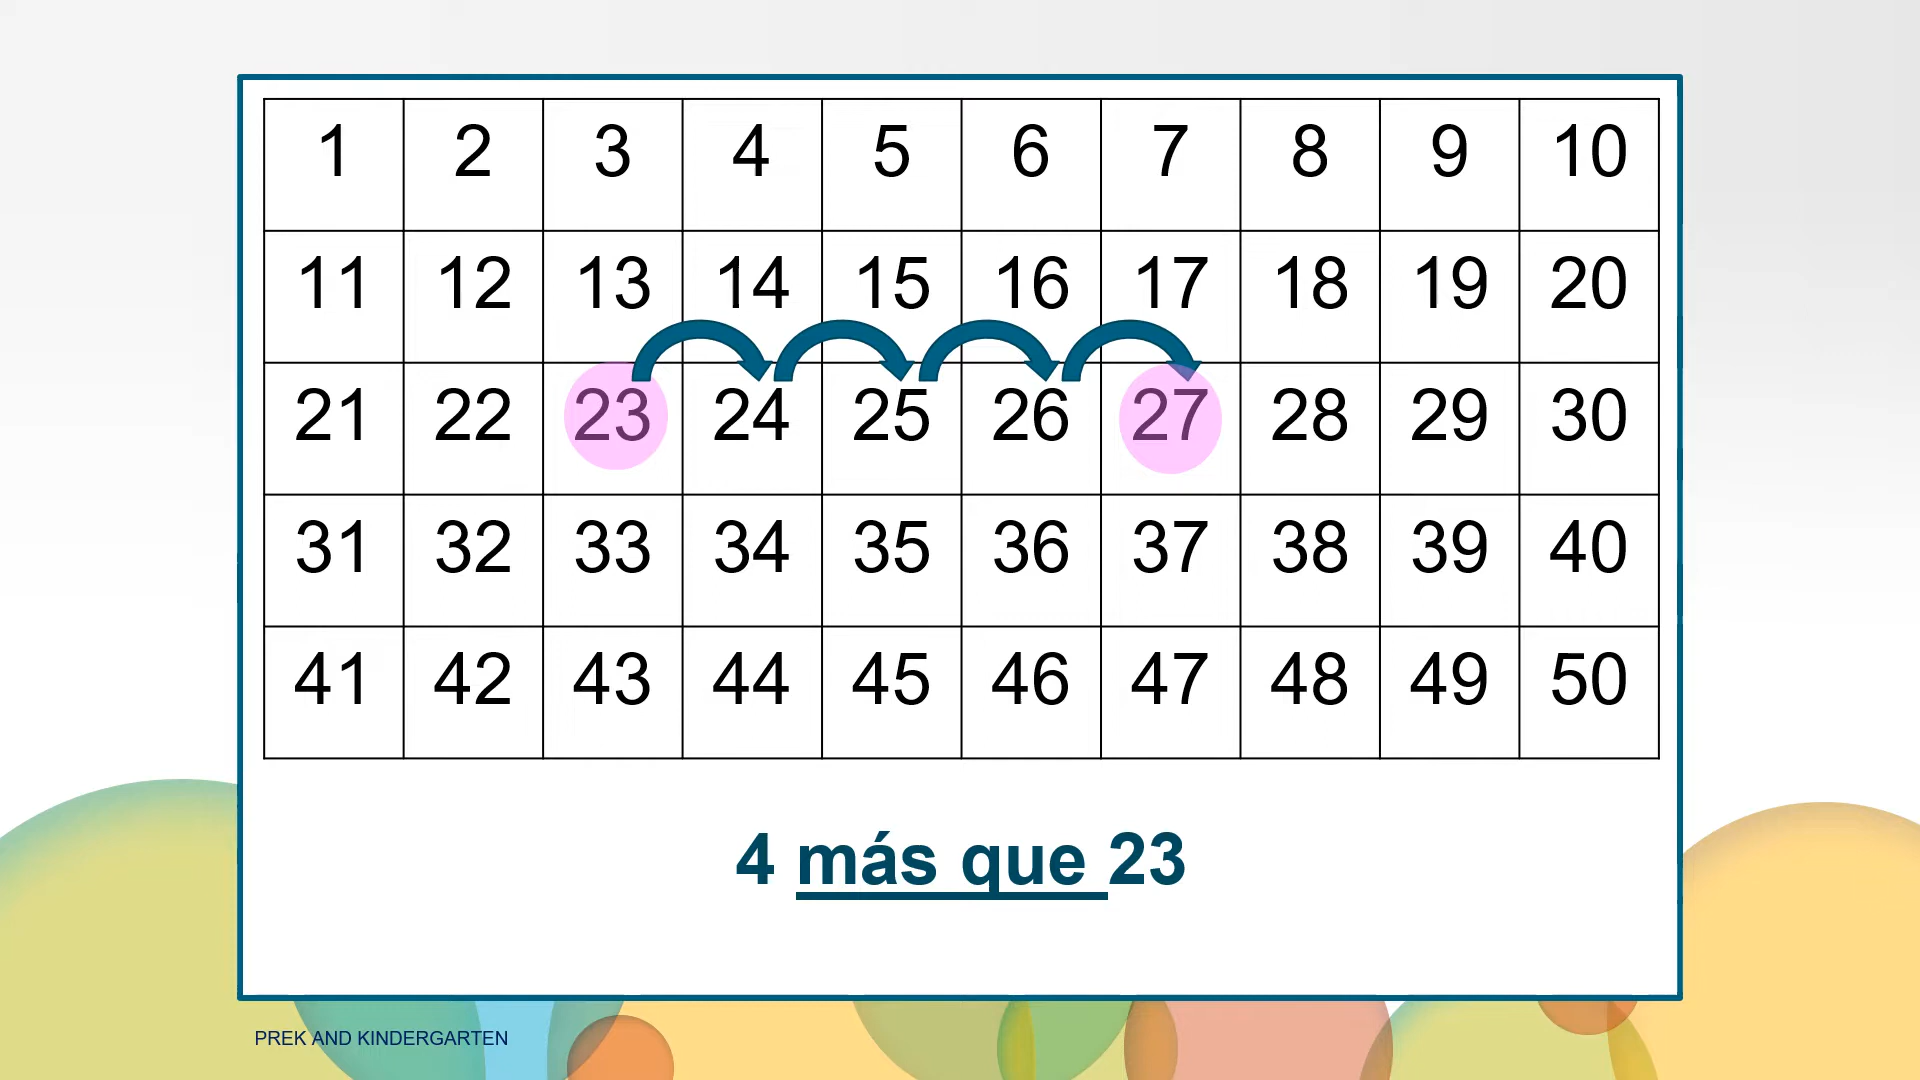 1 2 3 4 5 6 7 8 9 10
11 12 13 14 15 16 17 18 19 20
21 22 23 24 25 26 27 28 29 30
31 32 33 34 35 36 37 38 39 40
41 42 43 44 45 46 47 48 49 50
4 más que 23
PREK AND KINDERGARTEN